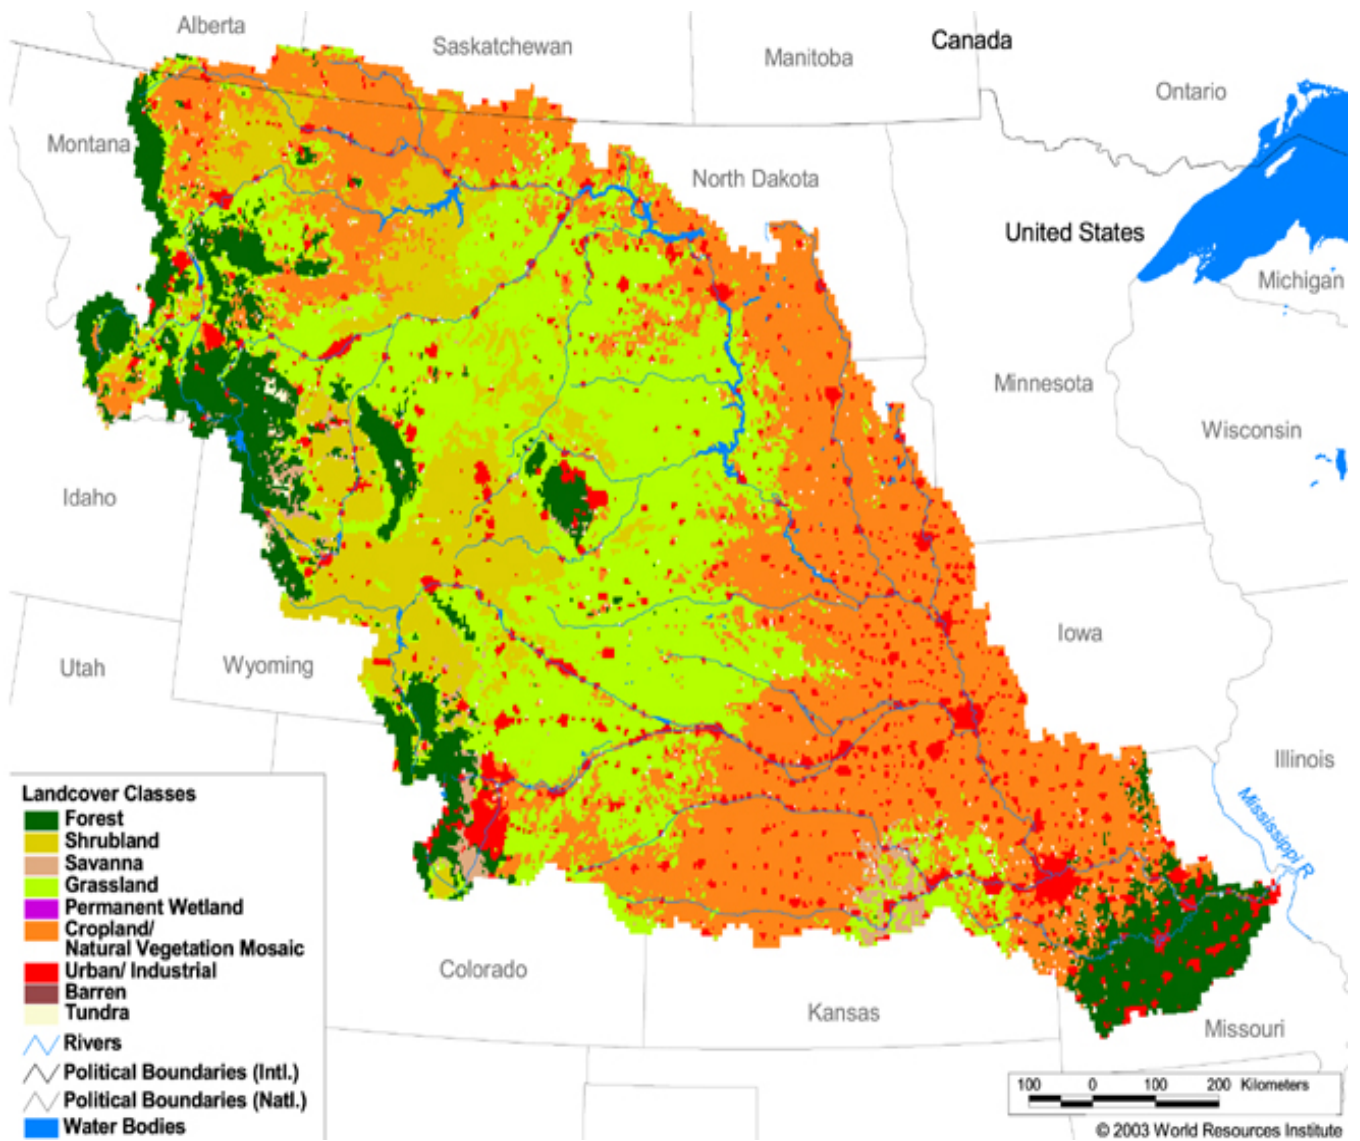 Alberta
Saskatchewan
Manitoba
Canada
Ontario
Montana
North Dakota
United States
Michigan
Minnesota
Wisconsin
Idaho
Iowa
Utah
Wyoming
Illinois
Mississippi R
Colorado
Kansas
Missouri
Landcover Classes
Forest
Shrubland
Savanna
Grassland
Permanent Wetland
Cropland/
Natural Vegetation Mosaic
Urban/ Industrial
Barren
Tundra
Rivers
Political Boundaries (Intl.)
Political Boundaries (Natl.)
Water Bodies
100 0 100 200 Kilometers
© 2003 World Resources Institute